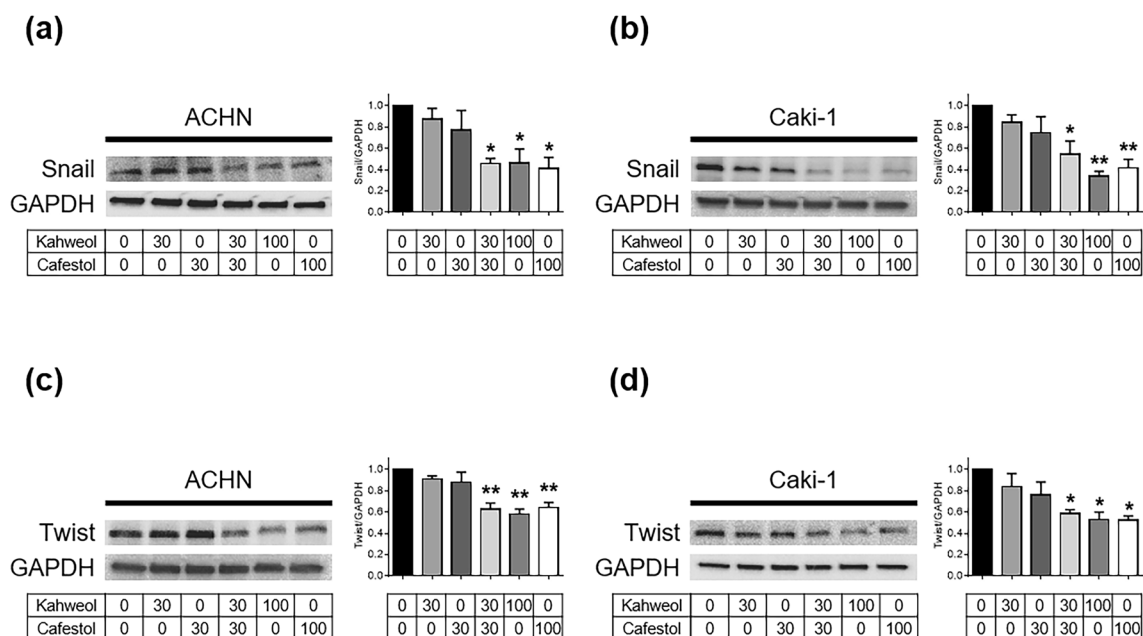 (a)
ACHN
Snail
GAPDH
Kahweol 0 30 0 30 100 0
Cafestol 0 0 30 30 0 100
Snail/GAPDH
1.0
0.8
0.6
0.4
0.2
0.0
* * *
0 30 0 30 100 0
0 0 30 30 0 100
(b)
Caki-1
Snail
GAPDH
Kahweol 0 30 0 30 100 0
Cafestol 0 0 30 30 0 100
Snail/GAPDH
1.0
0.8
0.6
0.4
0.2
0.0
* ** **
0 30 0 30 100 0
0 0 30 30 0 100
(c)
ACHN
Twist
GAPDH
Kahweol 0 30 0 30 100 0
Cafestol 0 0 30 30 0 100
Twist/GAPDH
1.0
0.8
0.6
0.4
0.2
0.0
** ** **
0 30 0 30 100 0
0 0 30 30 0 100
(d)
Caki-1
Twist
GAPDH
Kahweol 0 30 0 30 100 0
Cafestol 0 0 30 30 0 100
Twist/GAPDH
1.0
0.8
0.6
0.4
0.2
0.0
* * *
0 30 0 30 100 0
0 0 30 30 0 100